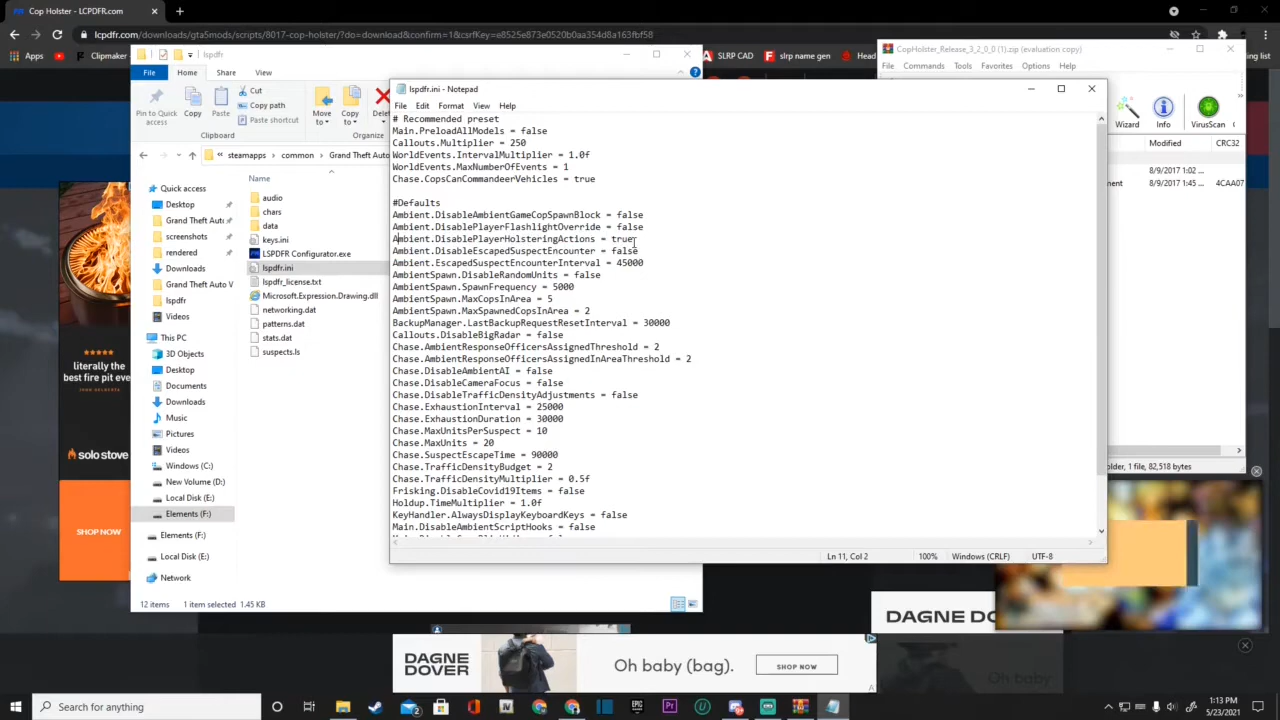 Cop Holster - LCPDFR.com
lcpdfr.com/downloads/gta5mods/scripts/8017-cop-holster/?do=download&confirm=1&csrfKey=e8525e873e0520b0aa354d8a163fbf58
Apps
Clipmaker
SLRP CAD
slrp name gen
Head
lspdfr
File
Home
Share
View
Pin to Quick access
Copy
Paste
Cut
Copy path
Paste shortcut
Clipboard
Move to
Copy to
Delete
Organize
steamapps
common
Grand Theft Auto
Quick access
Desktop
Grand Theft Auto
screenshots
rendered
Downloads
Grand Theft Auto V
lspdfr
Videos
This PC
3D Objects
Desktop
Documents
Downloads
Music
Pictures
Videos
Windows (C:)
New Volume (D:)
Local Disk (E:)
Elements (F:)
Elements (F:)
Local Disk (E:)
Network
Name
audio
chars
data
keys.ini
LSPDFR Configurator.exe
lspdfr.ini
lspdfr_license.txt
Microsoft.Expression.Drawing.dll
networking.dat
patterns.dat
stats.dat
suspects.ls
12 items
1 item selected 1.45 KB
lspdfr.ini - Notepad
File Edit Format View Help
# Recommended preset
Main.PreloadAllModels = false
Callouts.Multiplier = 250
WorldEvents.IntervalMultiplier = 1.0f
WorldEvents.MaxNumberOfEvents = 1
Chase.CopsCanCommandeerVehicles = true
#Defaults
Ambient.DisableAmbientGameCopSpawnBlock = false
Ambient.DisablePlayerFlashlightOverride = false
Ambient.DisablePlayerHolsteringActions = true
Ambient.DisableEscapedSuspectEncounter = false
Ambient.EscapedSuspectEncounterInterval = 45000
AmbientSpawn.DisableRandomUnits = false
AmbientSpawn.SpawnFrequency = 5000
AmbientSpawn.MaxCopsInArea = 5
AmbientSpawn.MaxSpawnedCopsInArea = 2
BackupManager.LastBackupRequestResetInterval = 30000
Callouts.DisableBigRadar = false
Chase.AmbientResponseOfficersAssignedThreshold = 2
Chase.AmbientResponseOfficersAssignedInAreaThreshold = 2
Chase.DisableAmbientAI = false
Chase.DisableCameraFocus = false
Chase.DisableTrafficDensityAdjustments = false
Chase.ExhaustionInterval = 25000
Chase.ExhaustionDuration = 30000
Chase.MaxUnitsPerSuspect = 10
Chase.MaxUnits = 20
Chase.SuspectEscapeTime = 90000
Chase.TrafficDensityBudget = 2
Chase.TrafficDensityMultiplier = 0.5f
Frisking.DisableCovid19Items = false
Holdup.TimeMultiplier = 1.0f
KeyHandler.AlwaysDisplayKeyboardKeys = false
Main.DisableAmbientScriptHooks = false
Ln 11, Col 2
100%
Windows (CRLF)
UTF-8
CopHolster_Release_3_2_0_0 (1).zip (evaluation copy)
File Commands Tools Favorites Options Help
Wizard
Info
VirusScan
Modified
CRC32
8/9/2017 1:02
ment
8/9/2017 1:45 ...
4CAA07
older, 1 file, 82,518 bytes
literally the
best fire pit eve
solo stove
SHOP NOW
DAGNE DO
DAGNE
DOVER
Oh baby (bag).
SHOP NOW
Oh baby
Type here to search
1:13 PM
5/23/2021